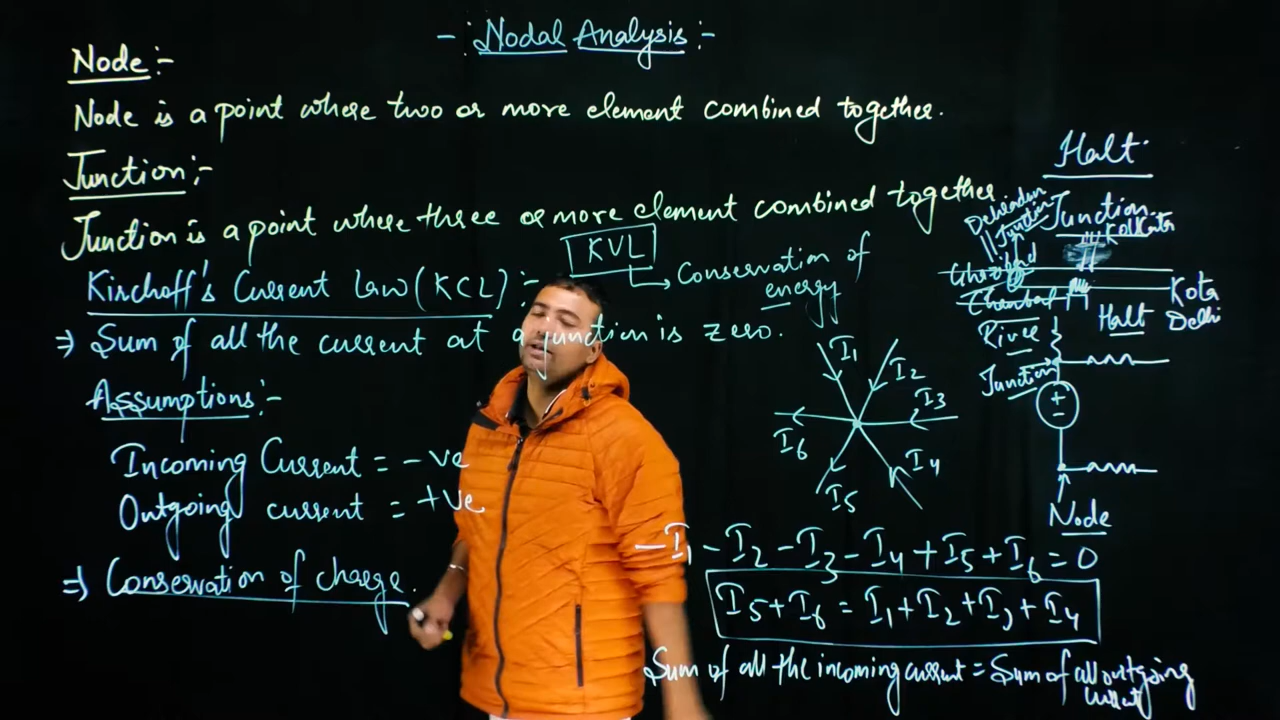 -: Nodal Analysis :-
Node :-
Node is a point where two or more element combined together.
Junction :-
Junction is a point where three or more element combined together
KVL
Conservation of
energy
Kirchoff's Current law (KCL) :-
⇒ Sum of all the current at a junction is zero.
Assumptions :-
Incoming Current = -ve
Outgoing current = +ve
⇒ Conservation of charge.
Halt
Junction
Kolkata
Junction
Kota
Delhi
Halt
River
Junction
+
-
Node
I1
I2
I3
I4
I5
I6
-I1 - I2 - I3 - I4 + I5 + I6 = 0
I5 + I6 = I1 + I2 + I3 + I4
Sum of all the incoming current = Sum of all outgoing
current